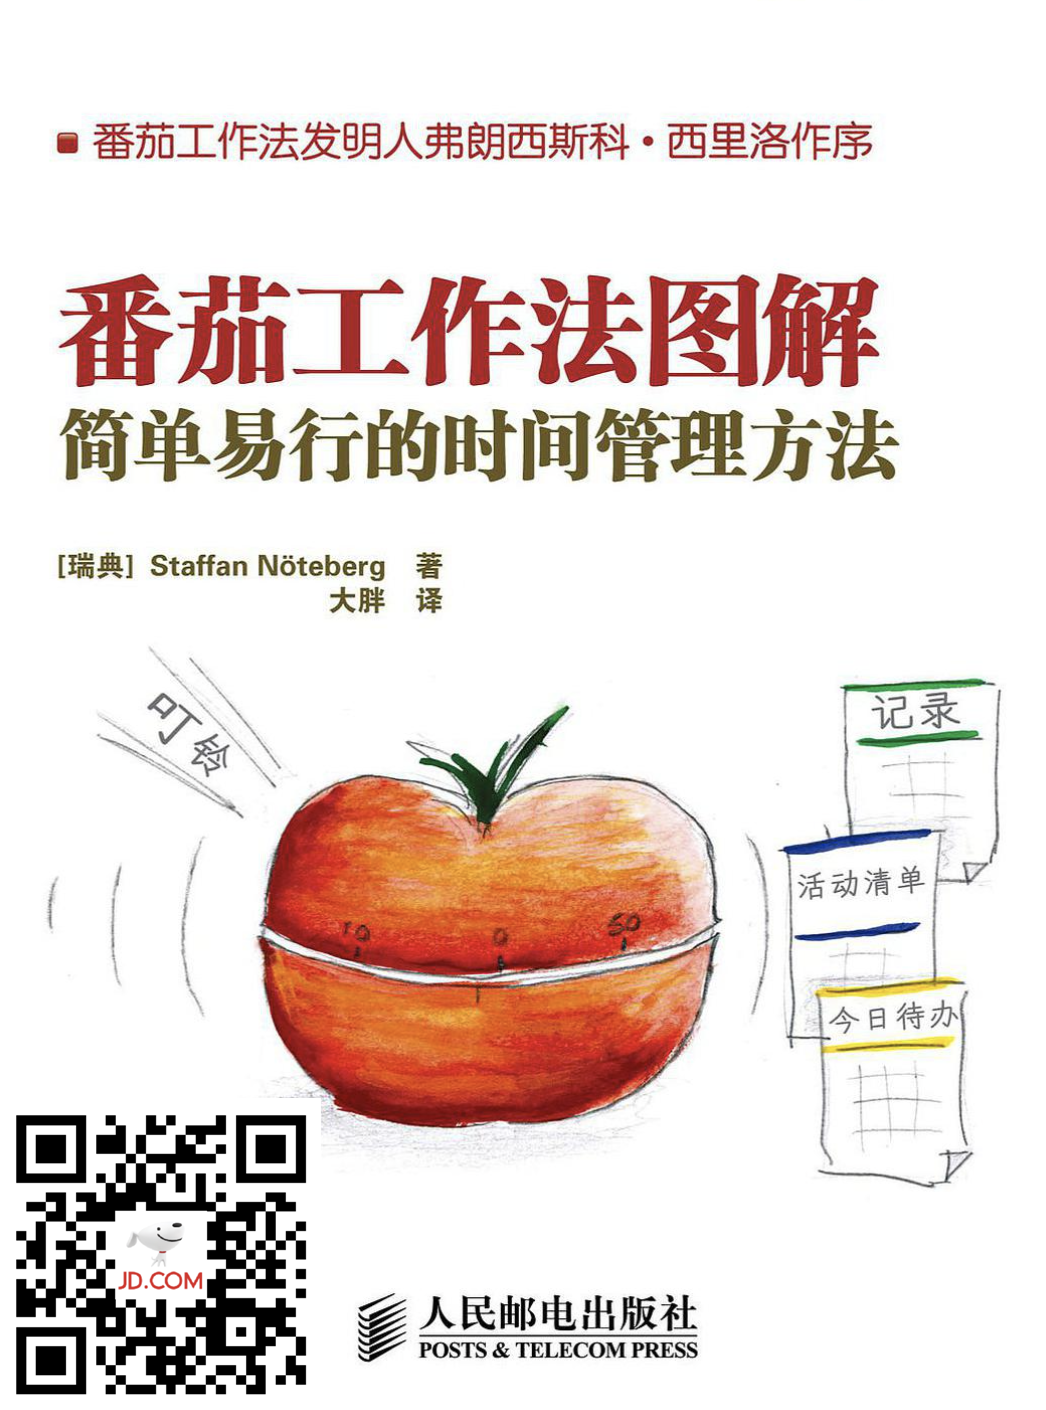 番茄工作法发明人弗朗西斯科·西里洛作序
番茄工作法图解
简单易行的时间管理方法
[瑞典] Staffan Nöteberg 著
大胖 译
叮铃
记录
活动清单
10 0 50
今日待办
JD.COM
人民邮电出版社
POSTS & TELECOM PRESS